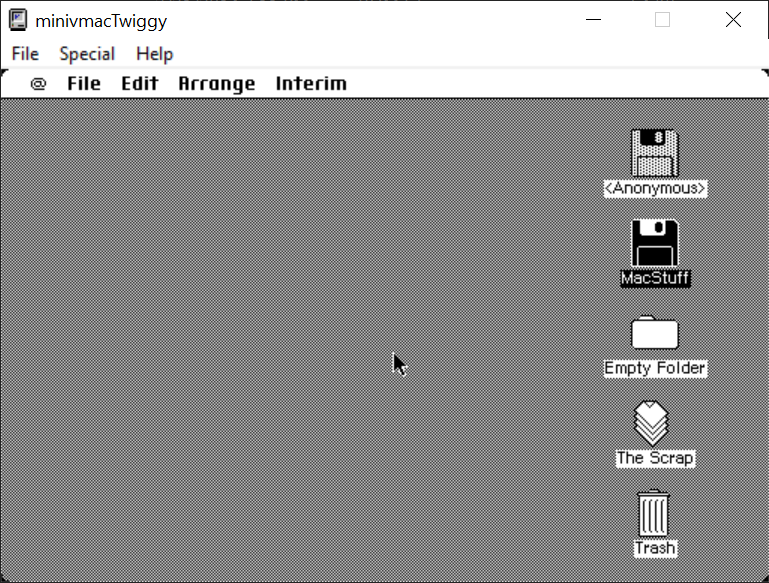 minivmacTwiggy
File Special Help
@ File Edit Arrange Interim
<Anonymous>
MacStuff
Empty Folder
The Scrap
Trash